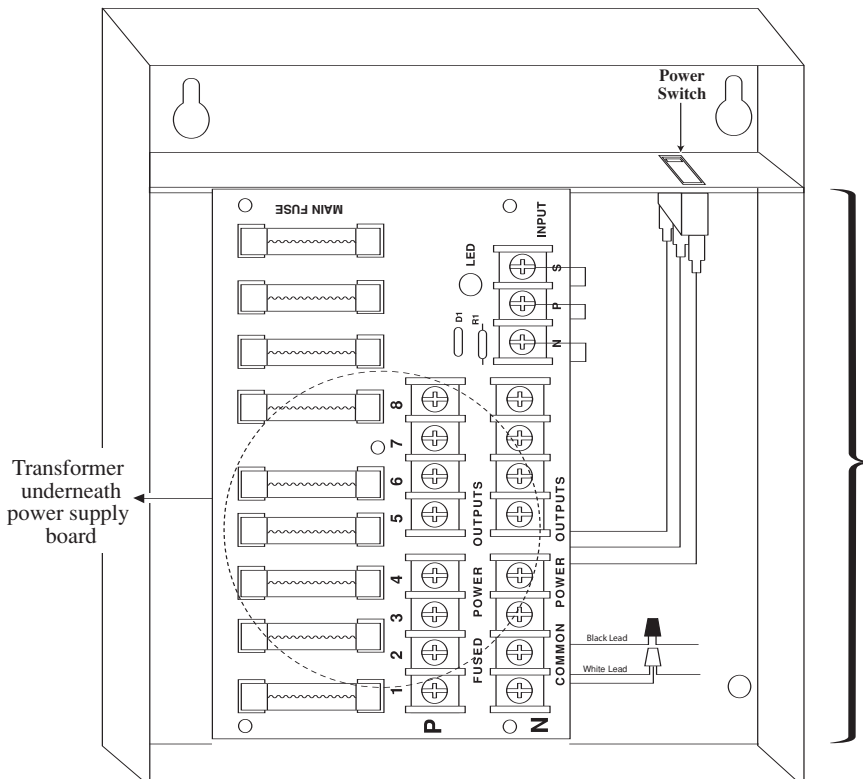 Power
Switch
MAIN FUSE
INPUT
LED
S
P
N
D1
R1
8
7
6
5
4
3
2
1
FUSED POWER OUTPUTS
COMMON POWER OUTPUTS
P
N
Transformer
underneath
power supply
board
Black Lead
White Lead